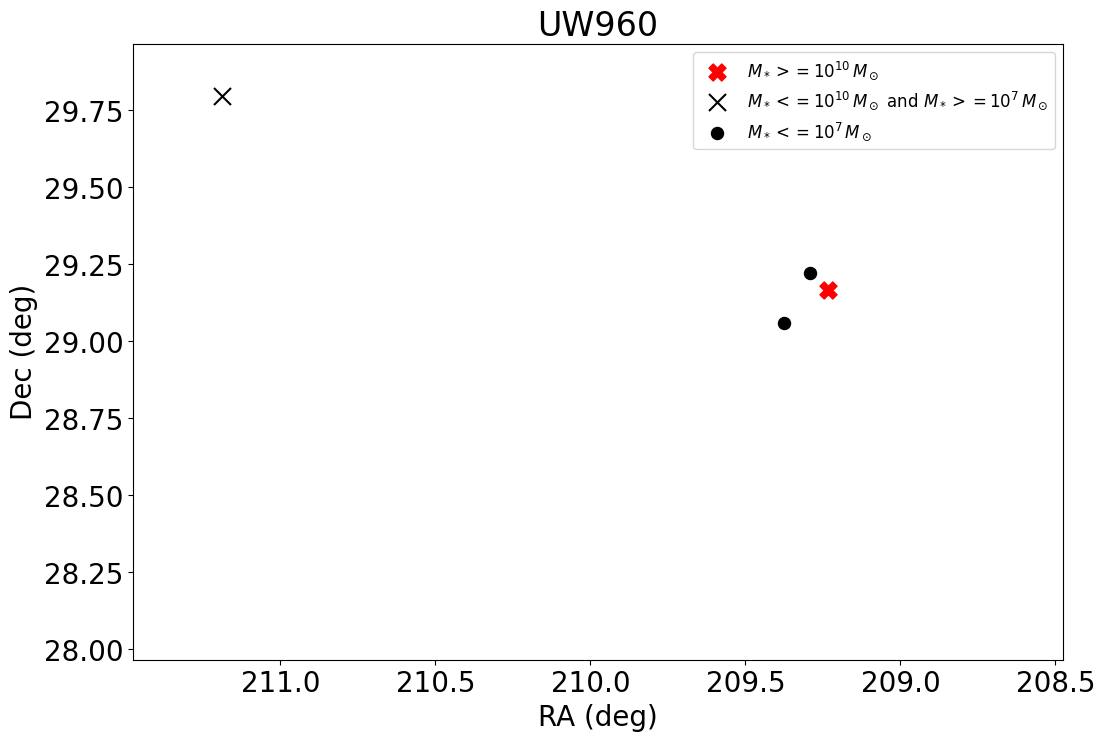 UW960
M* >= 10^10 M⊙
M* <= 10^10 M⊙ and M* >= 10^7 M⊙
M* <= 10^7 M⊙
29.75
29.50
29.25
29.00
28.75
28.50
28.25
28.00
Dec (deg)
211.0 210.5 210.0 209.5 209.0 208.5
RA (deg)